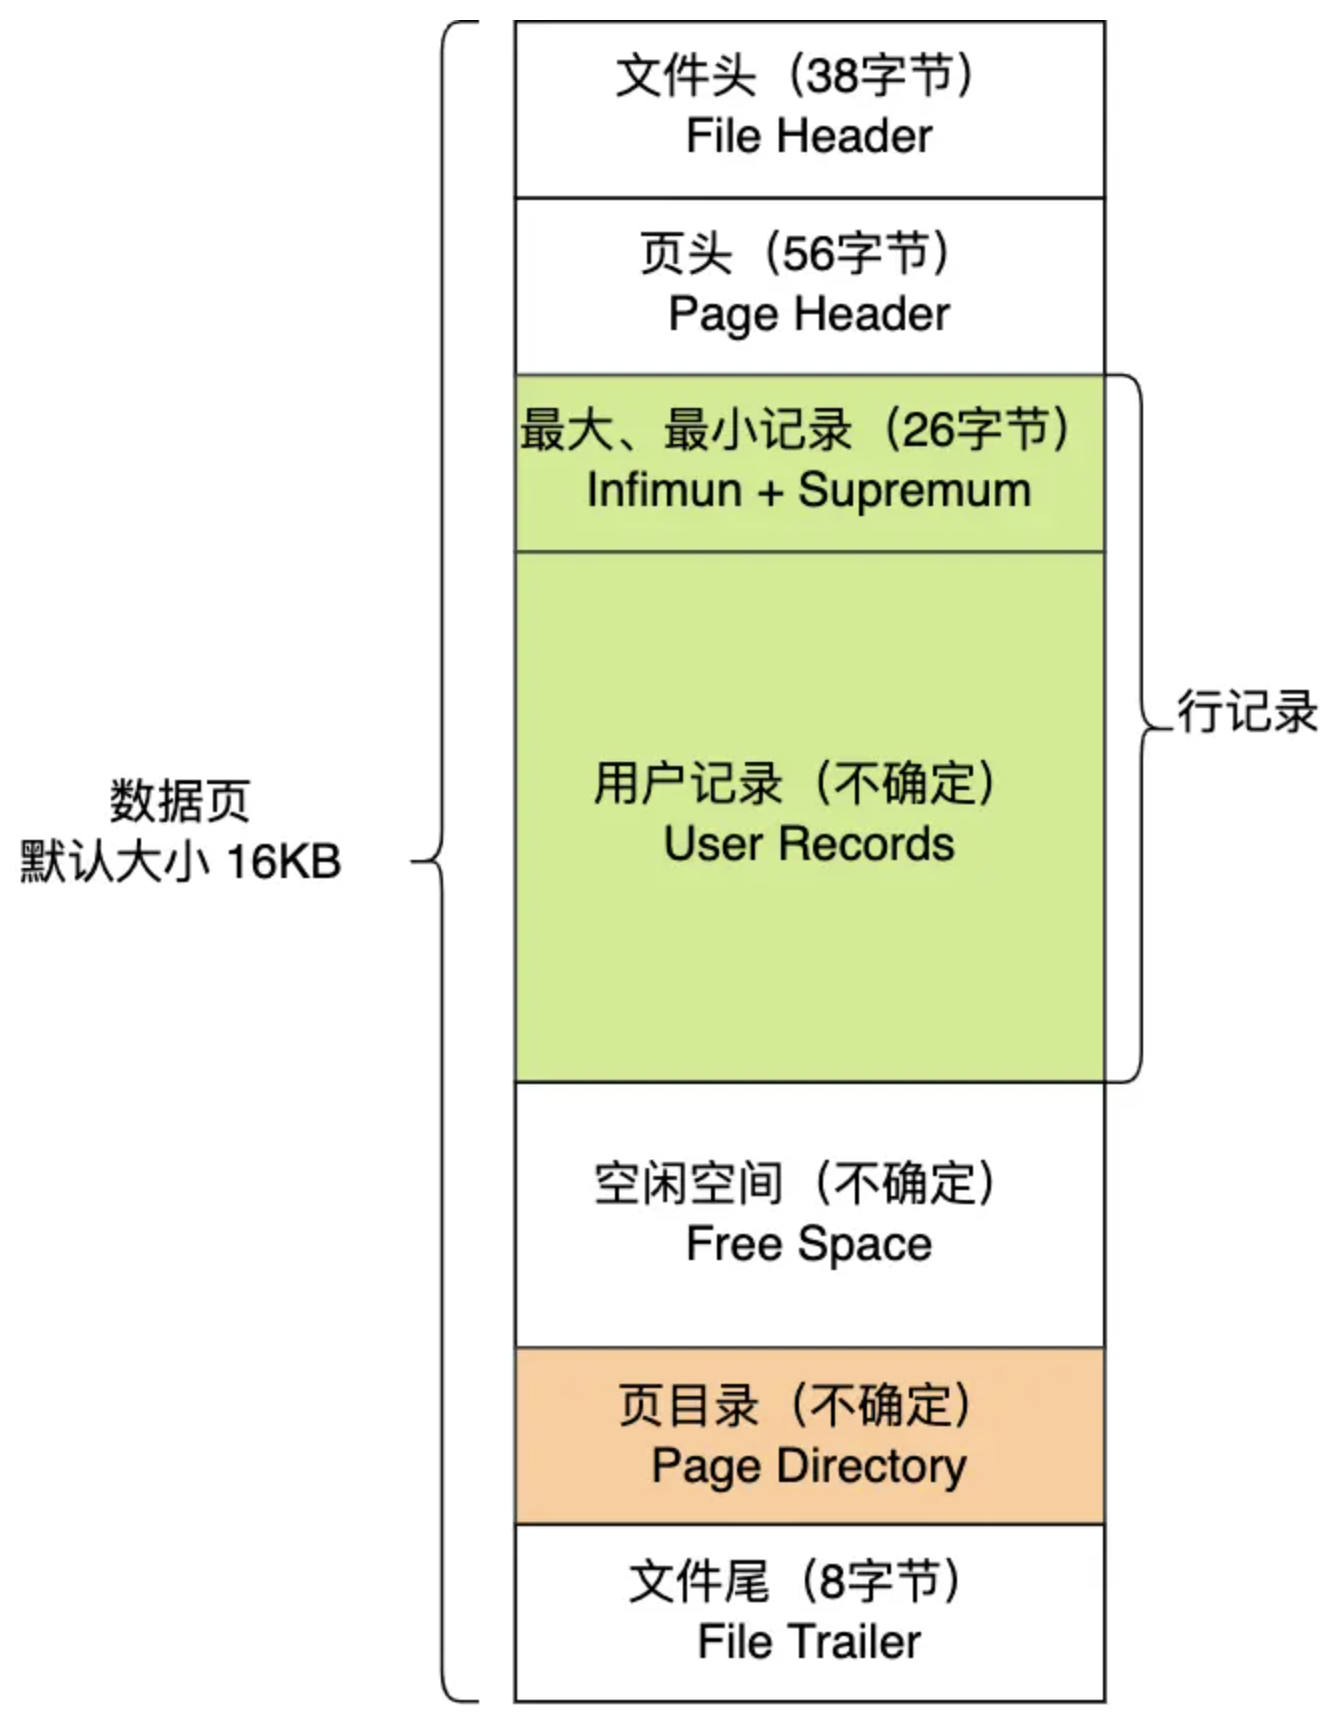 文件头（38字节）
File Header
页头（56字节）
Page Header
最大、最小记录（26字节）
Infimun + Supremum
行记录
用户记录（不确定）
User Records
数据页
默认大小 16KB
空闲空间（不确定）
Free Space
页目录（不确定）
Page Directory
文件尾（8字节）
File Trailer